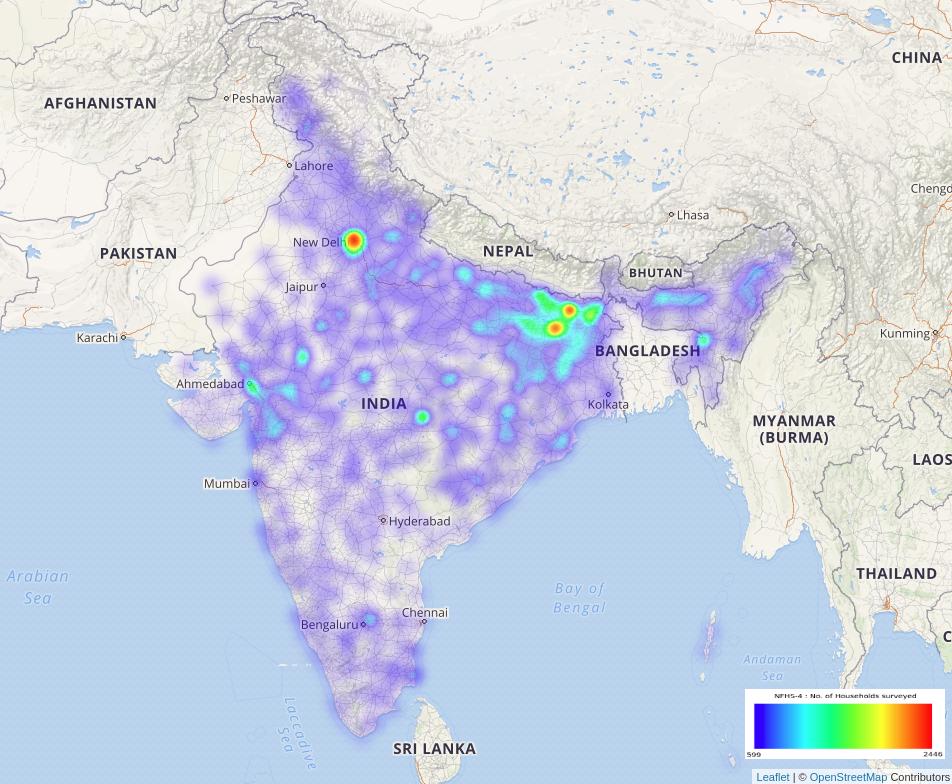 CHINA
AFGHANISTAN
Peshawar
Lahore
Chengd
Lhasa
New Delh
NEPAL
PAKISTAN
BHUTAN
Jaipur
Karachi
Kunming
BANGLADESH
Ahmedabad
INDIA
Kolkata
MYANMAR
(BURMA)
LAOS
Mumbai
Hyderabad
Arabian
Sea
THAILAND
Bay of
Bengal
Chennai
Bengaluru
C
Andaman
Sea
Laccadive
Sea
SRI LANKA
NFHS-4 : No. of Households surveyed
599
2446
Leaflet | © OpenStreetMap Contributors